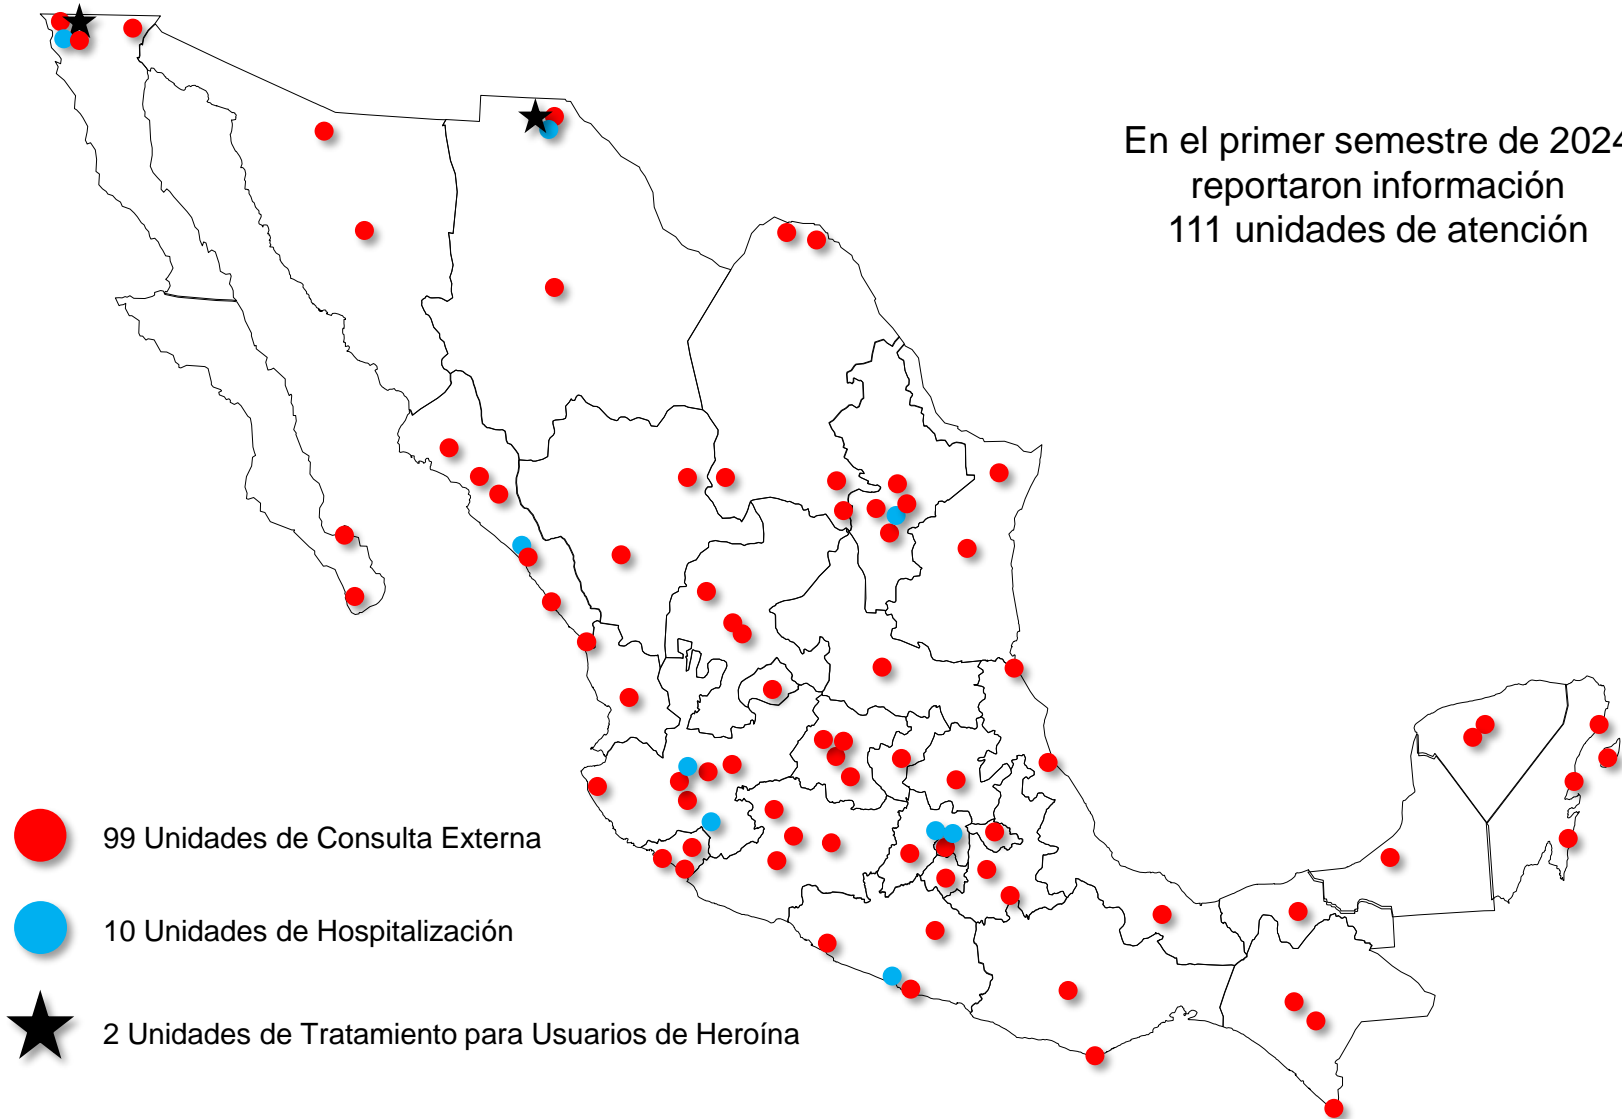 En el primer semestre de 2024
reportaron información
111 unidades de atención
99 Unidades de Consulta Externa
10 Unidades de Hospitalización
2 Unidades de Tratamiento para Usuarios de Heroína